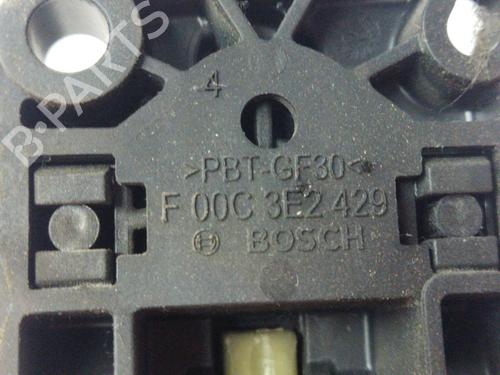 B-PARTS
4
>PBT-GF30<
F 00C 3E2 429
BOSCH